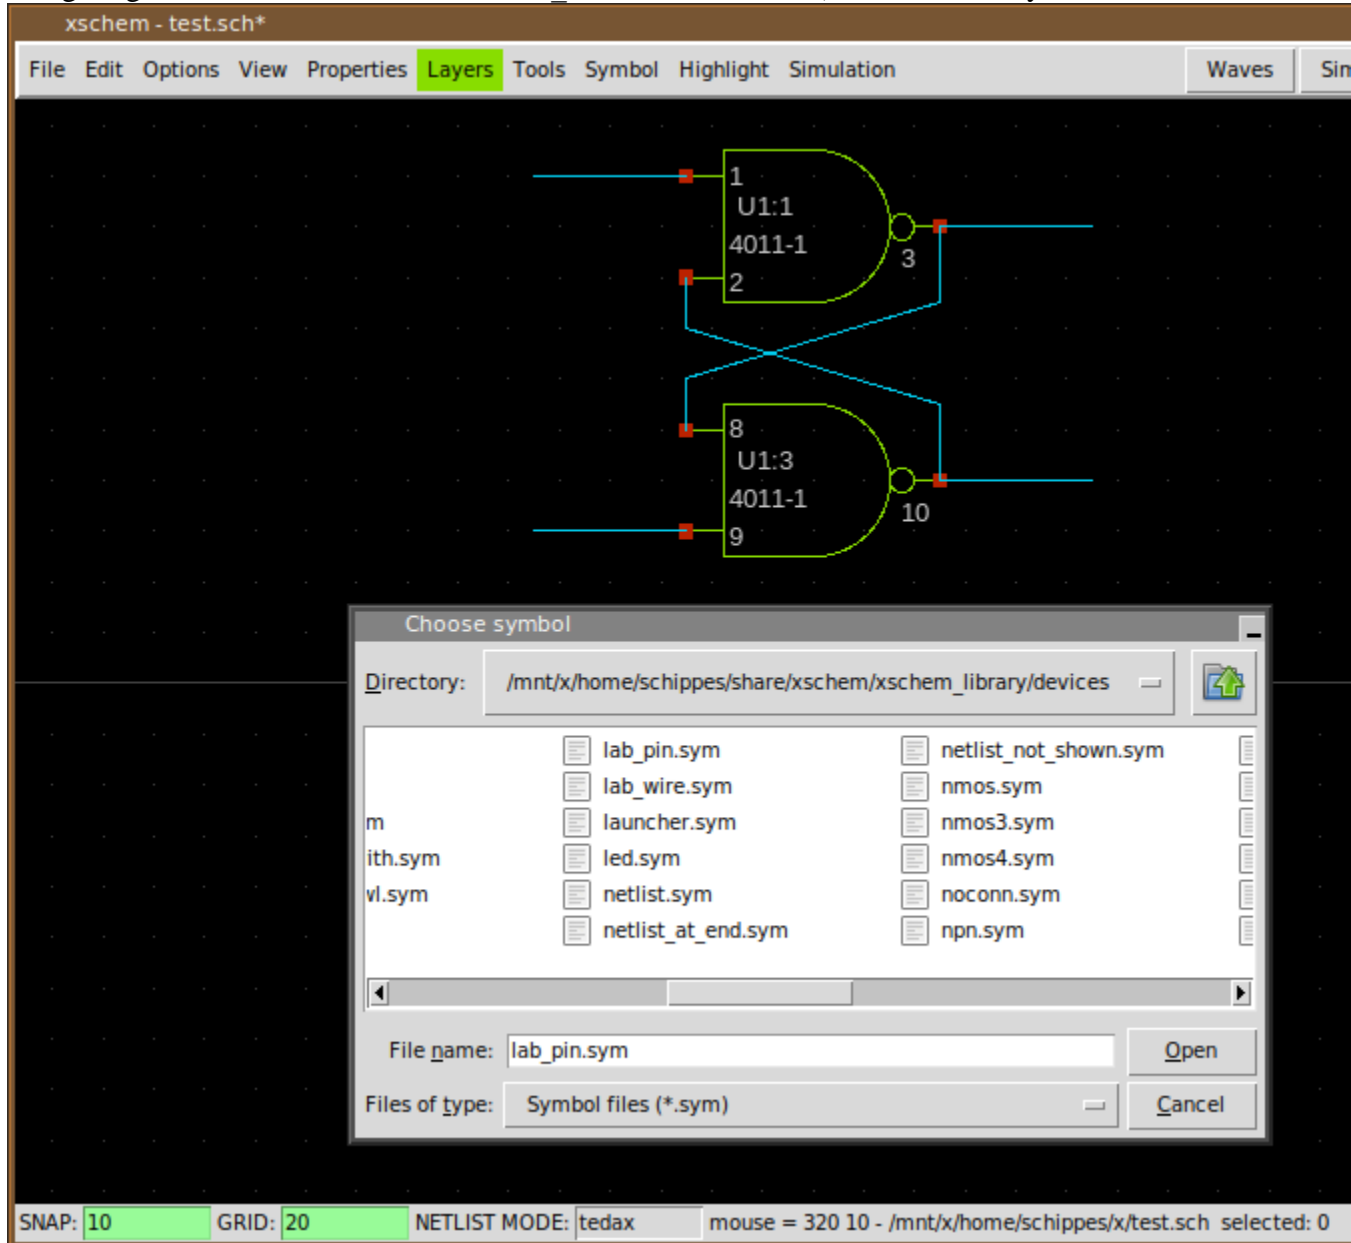 xschem - test.sch*
File Edit Options View Properties Layers Tools Symbol Highlight Simulation Waves
1
U1:1
4011-1
3
2
8
U1:3
4011-1
10
9
Choose symbol
Directory: /mnt/x/home/schippes/share/xschem/xschem_library/devices
lab_pin.sym netlist_not_shown.sym
lab_wire.sym nmos.sym
m launcher.sym nmos3.sym
ith.sym led.sym nmos4.sym
vl.sym netlist.sym noconn.sym
netlist_at_end.sym npn.sym
File name: lab_pin.sym Open
Files of type: Symbol files (*.sym) Cancel
SNAP: 10 GRID: 20 NETLIST MODE: tedax mouse = 320 10 - /mnt/x/home/schippes/x/test.sch selected: 0